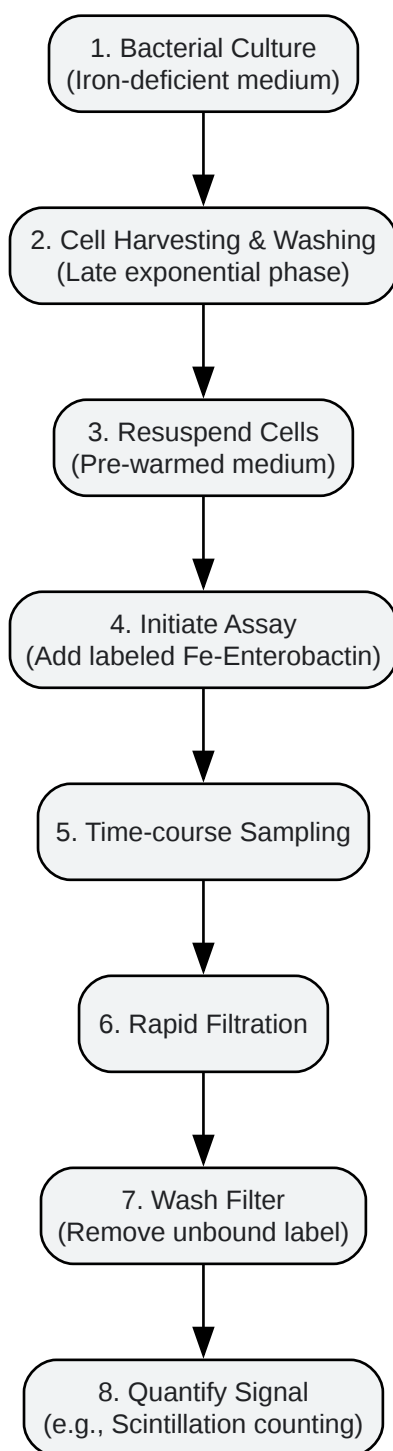 1. Bacterial Culture
(Iron-deficient medium)
2. Cell Harvesting & Washing
(Late exponential phase)
3. Resuspend Cells
(Pre-warmed medium)
4. Initiate Assay
(Add labeled Fe-Enterobactin)
5. Time-course Sampling
6. Rapid Filtration
7. Wash Filter
(Remove unbound label)
8. Quantify Signal
(e.g., Scintillation counting)